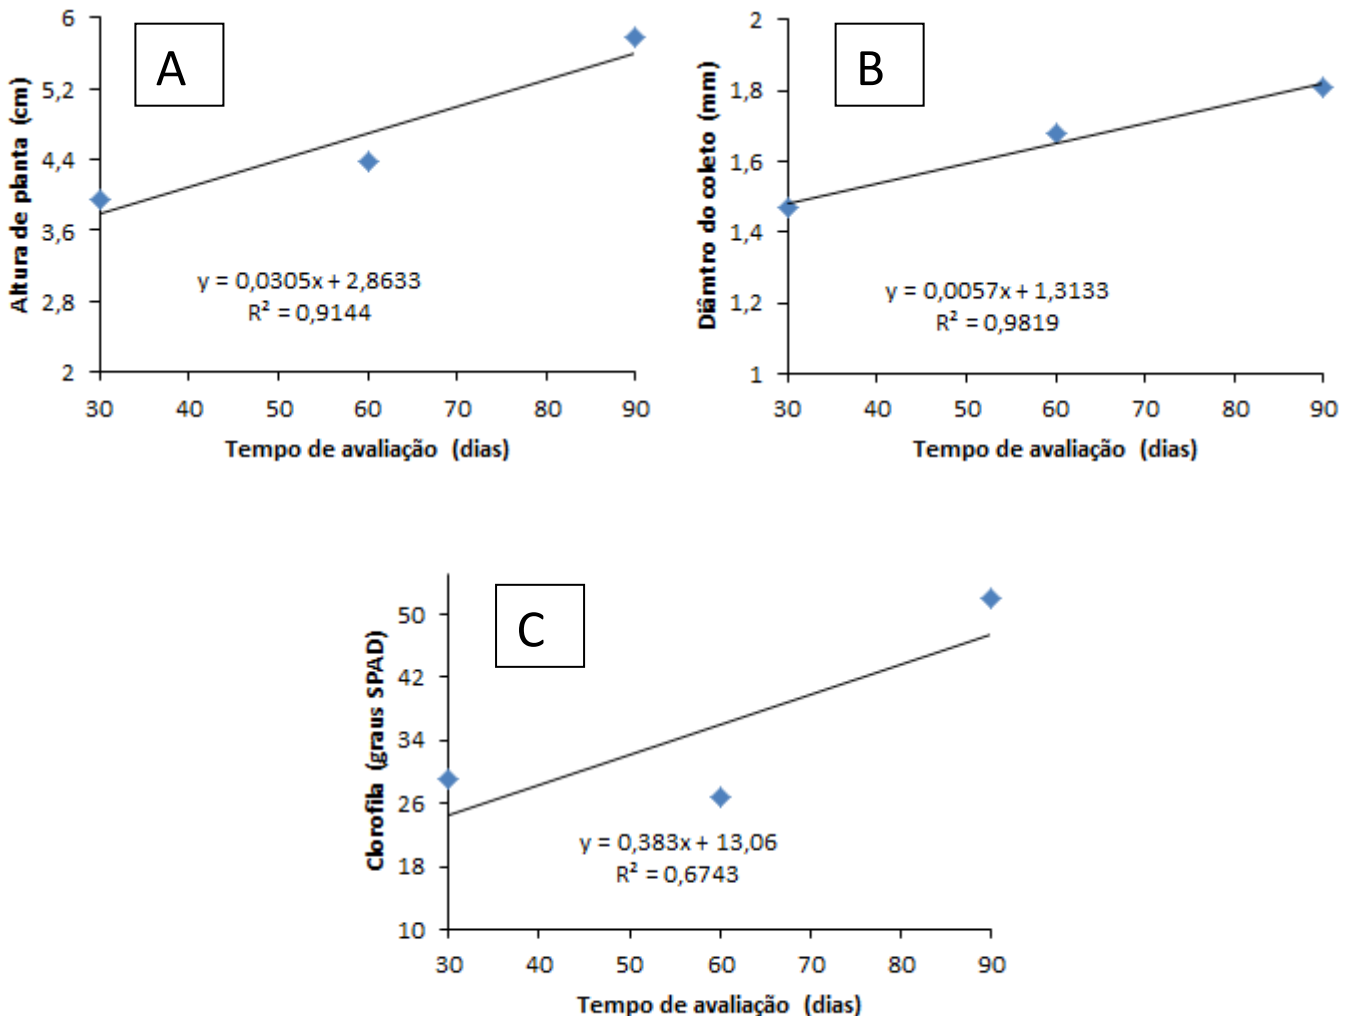 A
Altura de planta (cm)
6
5,2
4,4
3,6
2,8
2
y = 0,0305x + 2,8633
R² = 0,9144
30 40 50 60 70 80 90
Tempo de avaliação (dias)
B
Diâmtro do coleto (mm)
2
1,8
1,6
1,4
1,2
1
y = 0,0057x + 1,3133
R² = 0,9819
30 40 50 60 70 80 90
Tempo de avaliação (dias)
C
Clorofila (graus SPAD)
50
42
34
26
18
10
y = 0,383x + 13,06
R² = 0,6743
30 40 50 60 70 80 90
Tempo de avaliação (dias)